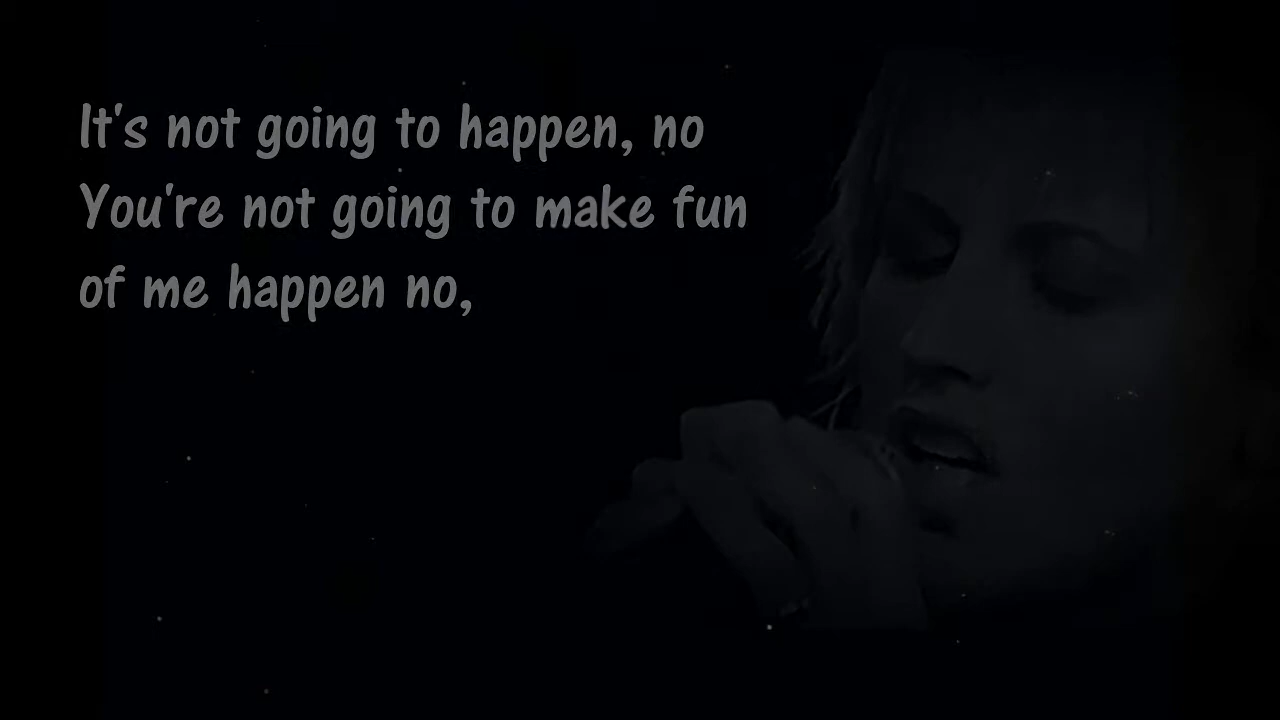 It's not going to happen, no
You're not going to make fun
of me happen no,